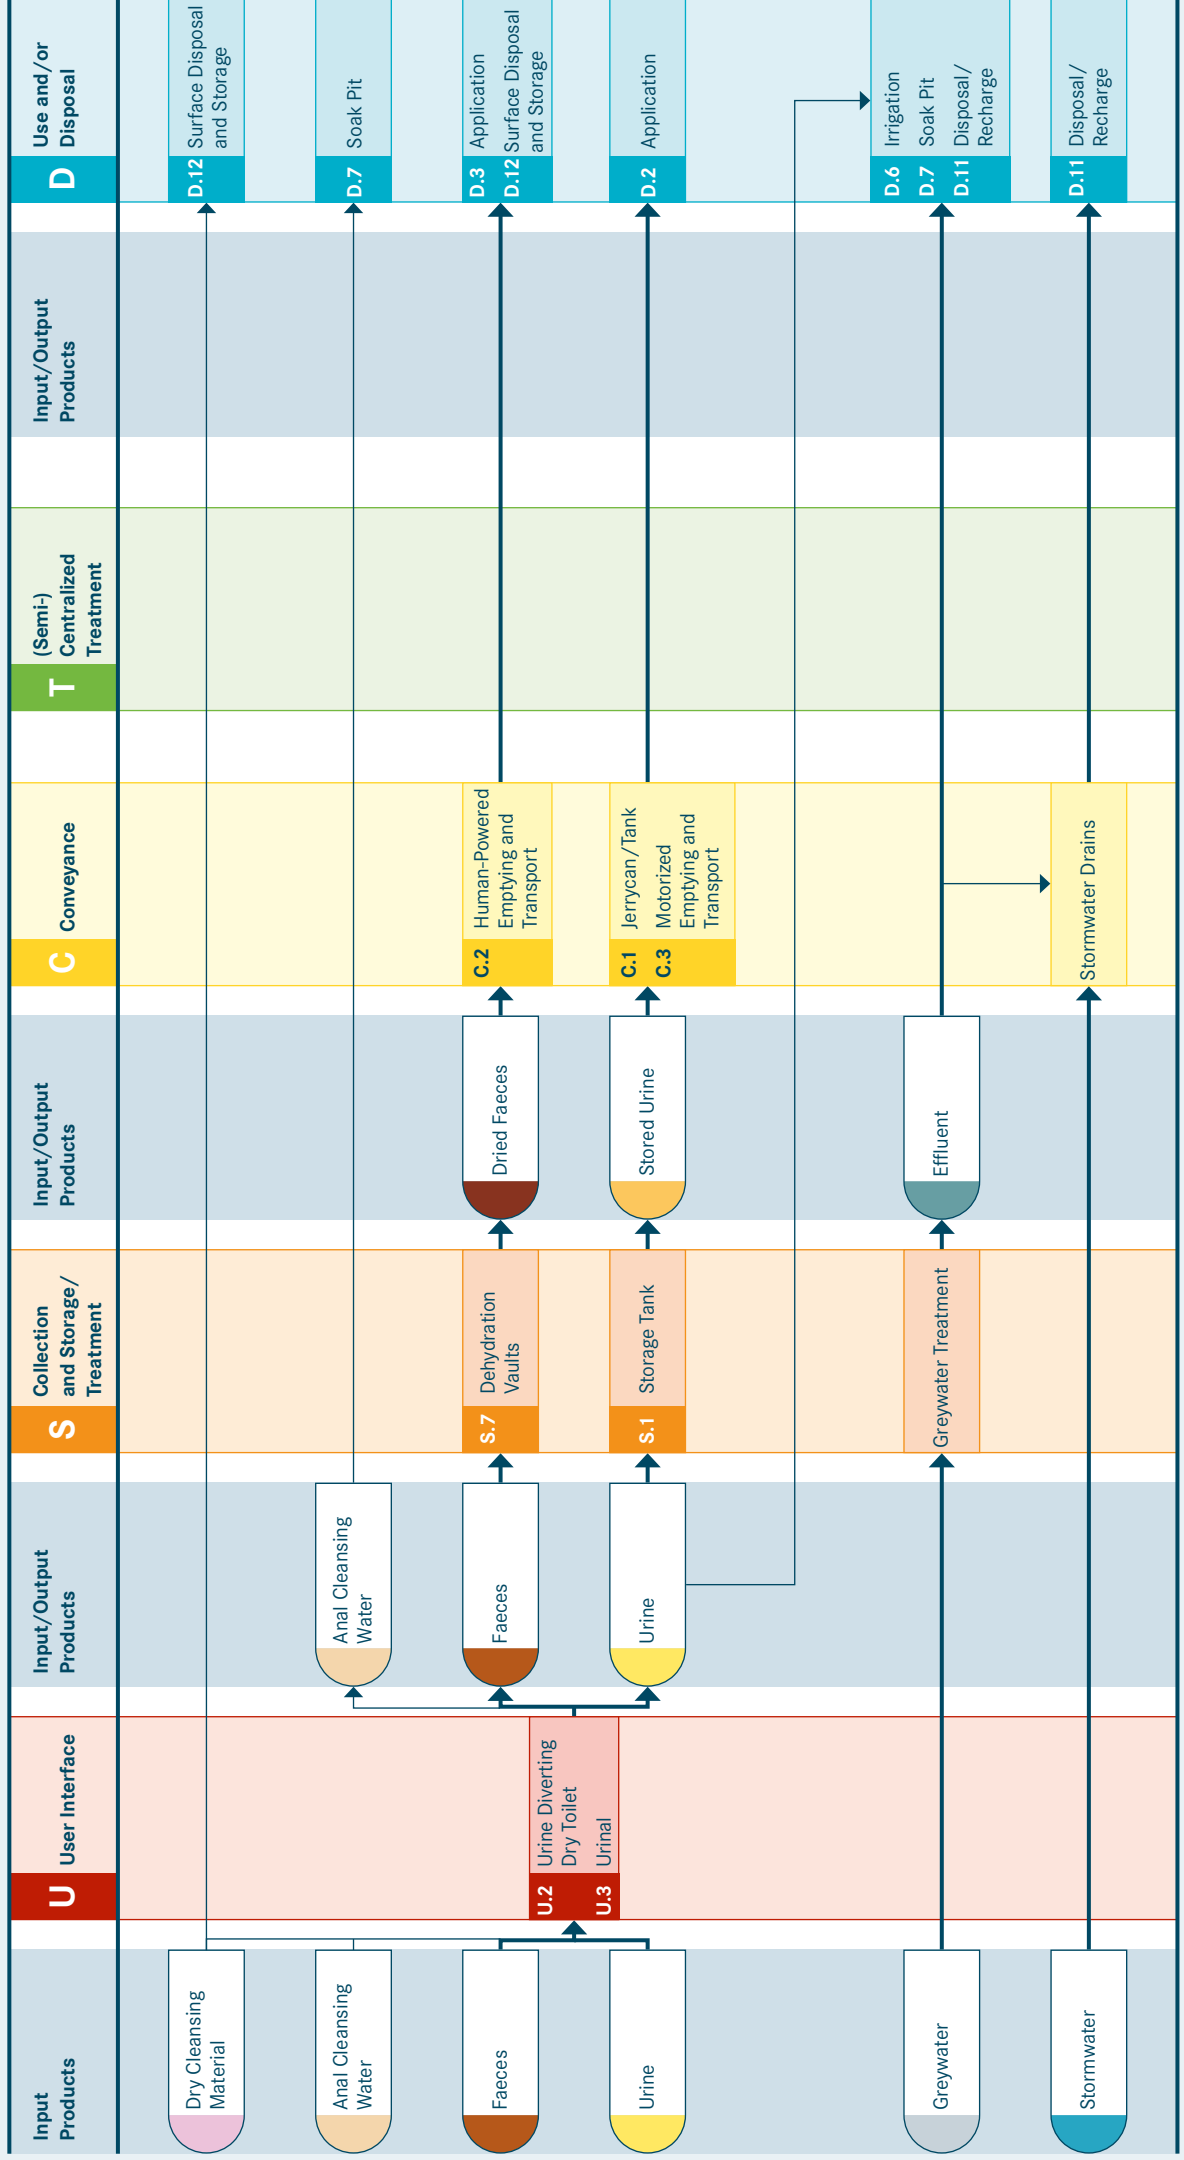 Input
Products
U
User Interface
Input/Output
Products
S
Collection
and Storage/
Treatment
Input/Output
Products
C
Conveyance
T
(Semi-)
Centralized
Treatment
Input/Output
Products
D
Use and/or
Disposal
Dry Cleansing
Material
D.12
Surface Disposal
and Storage
Anal Cleansing
Water
Anal Cleansing
Water
D.7
Soak Pit
Faeces
U.2
Urine Diverting
Dry Toilet
U.3
Urinal
Faeces
S.7
Dehydration
Vaults
Dried Faeces
C.2
Human-Powered
Emptying and
Transport
D.3
Application
D.12
Surface Disposal
and Storage
Urine
Urine
S.1
Storage Tank
Stored Urine
C.1
Jerrycan/Tank
C.3
Motorized
Emptying and
Transport
D.2
Application
Greywater
Greywater Treatment
Effluent
D.6
Irrigation
D.7
Soak Pit
D.11
Disposal/
Recharge
Stormwater
Stormwater Drains
D.11
Disposal/
Recharge